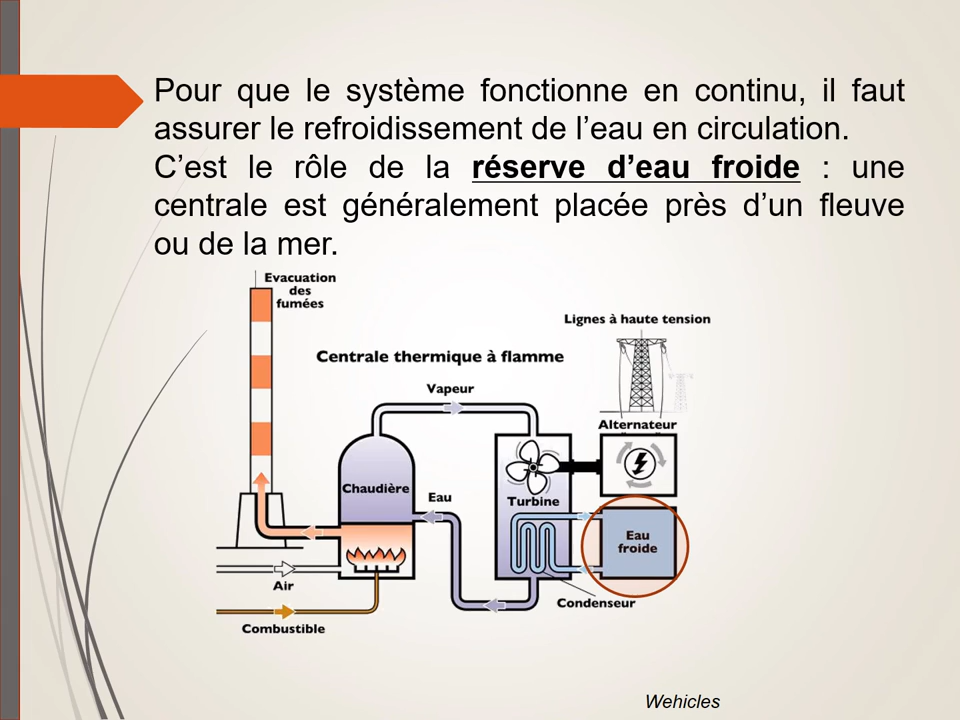 Pour que le système fonctionne en continu, il faut
assurer le refroidissement de l’eau en circulation.
C’est le rôle de la réserve d’eau froide : une
centrale est généralement placée près d’un fleuve
ou de la mer.
Evacuation
des
fumées
Lignes à haute tension
Centrale thermique à flamme
Vapeur
Alternateur
Chaudière
Eau
Turbine
Eau
froide
Air
Condenseur
Combustible
Wehicles